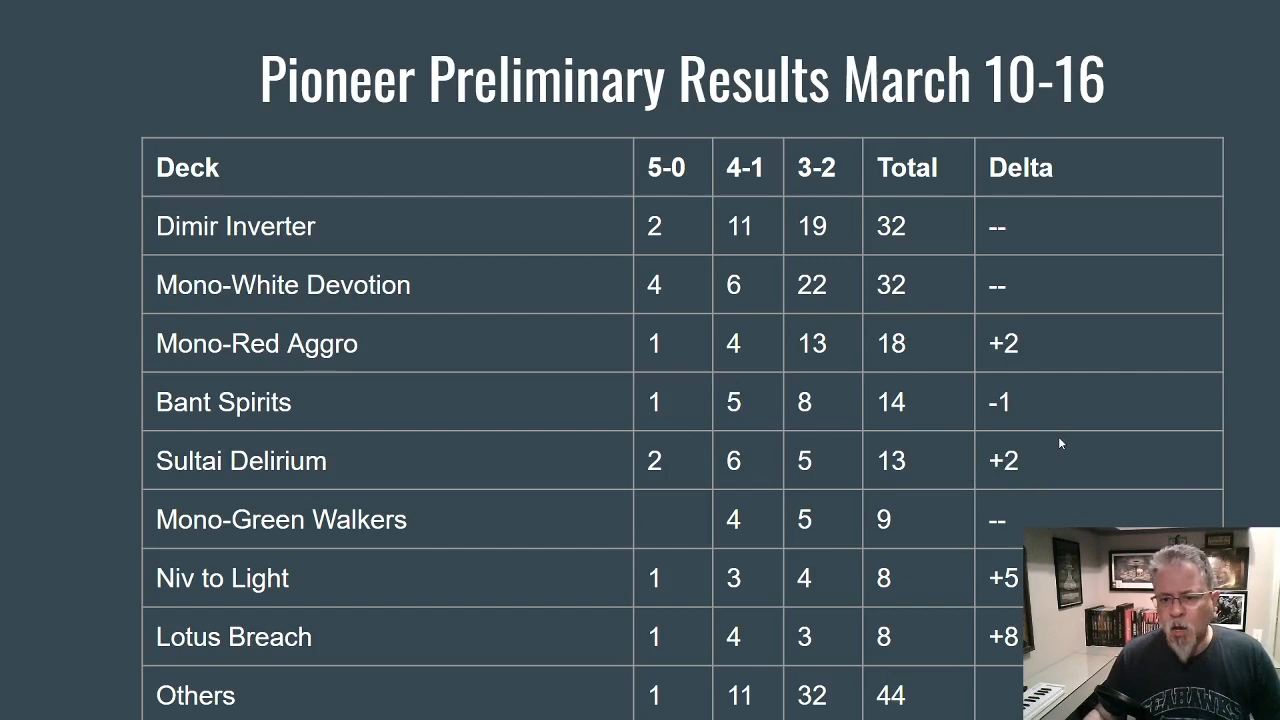 Pioneer Preliminary Results March 10-16
Deck 5-0 4-1 3-2 Total Delta
Dimir Inverter 2 11 19 32 --
Mono-White Devotion 4 6 22 32 --
Mono-Red Aggro 1 4 13 18 +2
Bant Spirits 1 5 8 14 -1
Sultai Delirium 2 6 5 13 +2
Mono-Green Walkers 4 5 9 --
Niv to Light 1 3 4 8 +5
Lotus Breach 1 4 3 8 +8
Others 1 11 32 44
SEAHAWKS